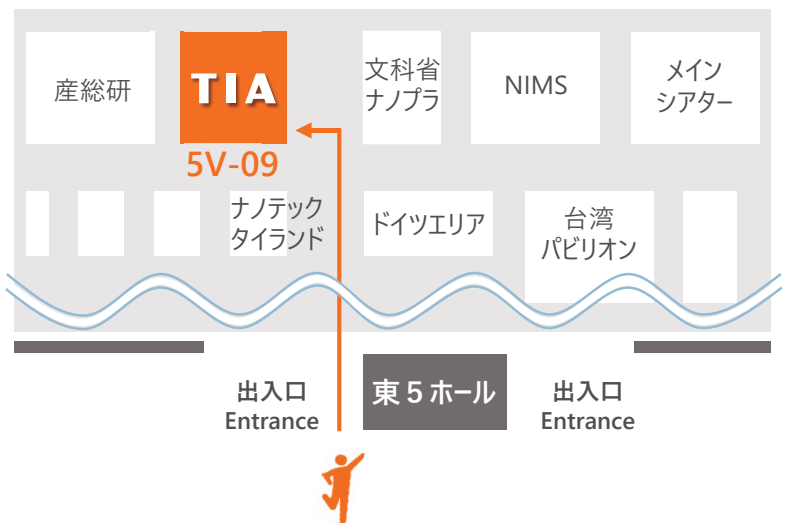 産総研
TIA
5V-09
文科省
ナノプラ
NIMS
メイン
シアター
ナノテック
タイランド
ドイツエリア
台湾
パビリオン
出入口
Entrance
東5ホール
出入口
Entrance